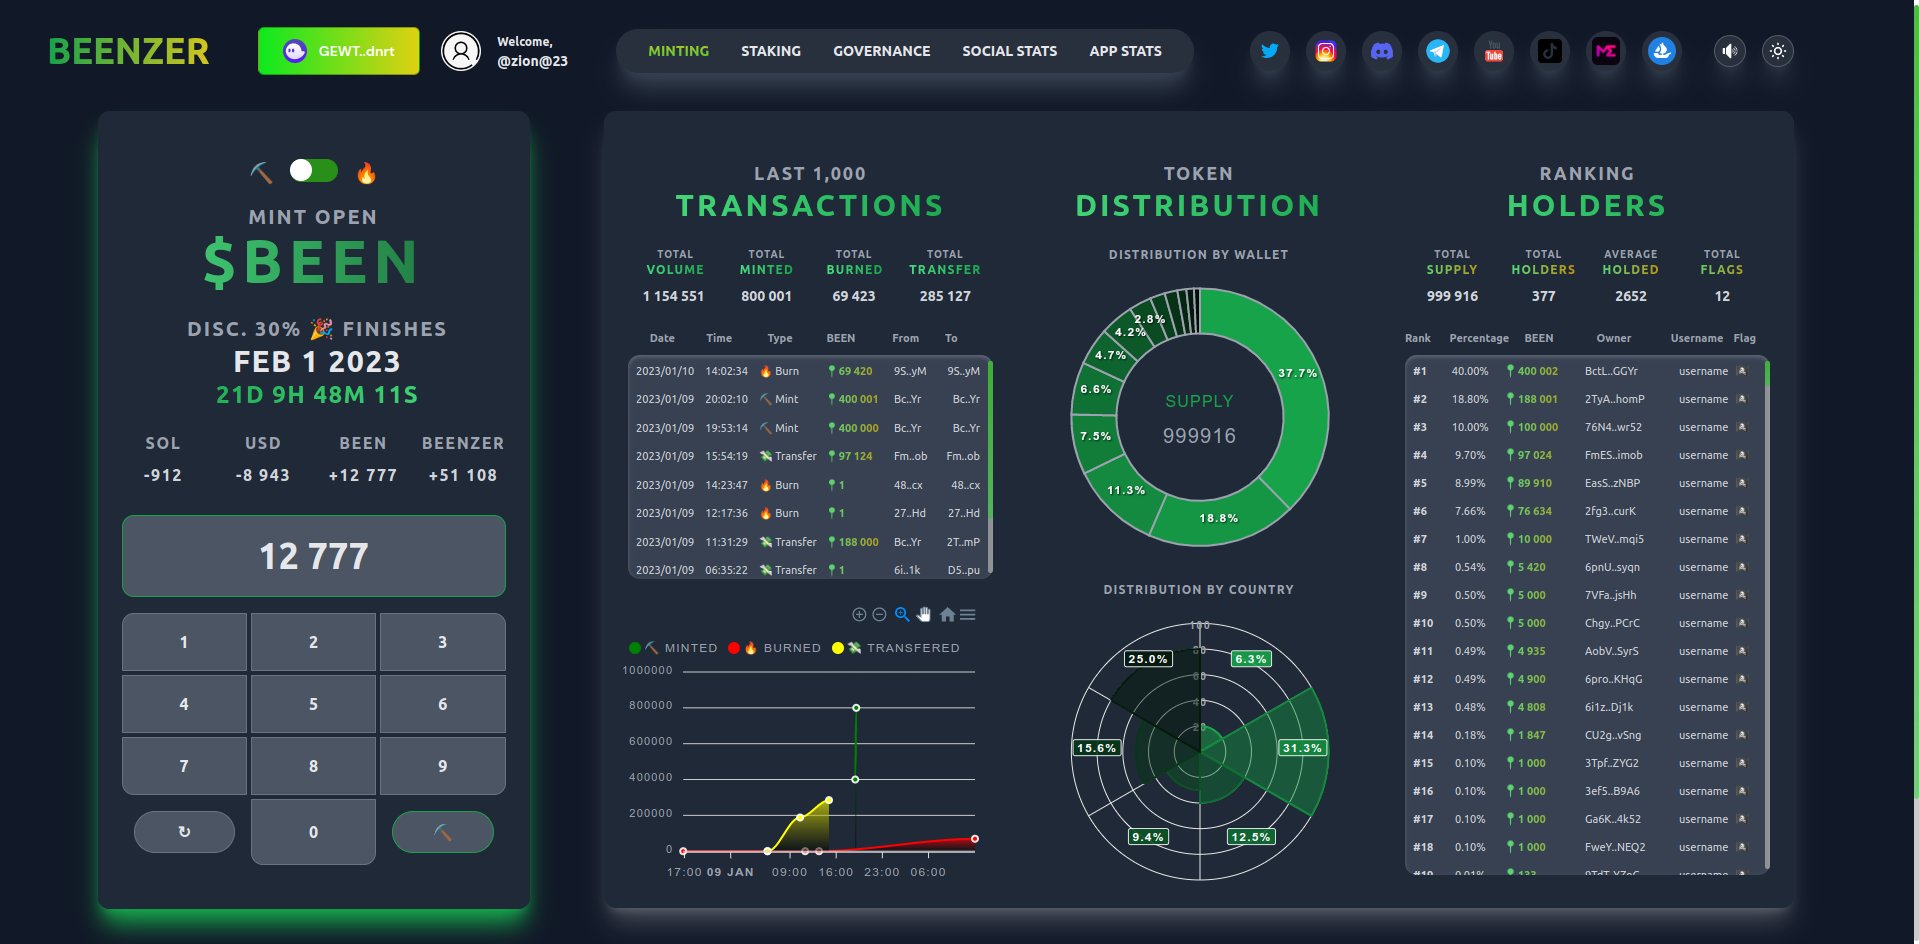 BEENZER
GEWT..dnrt
Welcome,
@zion@23
MINTING STAKING GOVERNANCE SOCIAL STATS APP STATS
You
Tube
MINT OPEN
$BEEN
DISC. 30% 🎉 FINISHES
FEB 1 2023
21D 9H 48M 11S
SOL USD BEEN BEENZER
-912 -8 943 +12 777 +51 108
12 777
1 2 3
4 5 6
7 8 9
↻ 0
LAST 1,000
TRANSACTIONS
TOTAL TOTAL TOTAL TOTAL
VOLUME MINTED BURNED TRANSFER
1 154 551 800 001 69 423 285 127
Date Time Type BEEN From To
2023/01/10 14:02:34 🔥 Burn 69 420 9S..yM 9S..yM
2023/01/09 20:02:10 ⛏️ Mint 400 001 Bc..Yr Bc..Yr
2023/01/09 19:53:14 ⛏️ Mint 400 000 Bc..Yr Bc..Yr
2023/01/09 15:54:19 💸 Transfer 97 124 Fm..ob Fm..ob
2023/01/09 14:23:47 🔥 Burn 1 48..cx 48..cx
2023/01/09 12:17:36 🔥 Burn 1 27..Hd 27..Hd
2023/01/09 11:31:29 💸 Transfer 188 000 Bc..Yr 2T..mP
2023/01/09 06:35:22 💸 Transfer 1 6i..1k D5..pu
⛏️ MINTED 🔥 BURNED 💸 TRANSFERED
1000000
800000
600000
400000
200000
0
17:00 09 JAN 09:00 16:00 23:00 06:00
TOKEN
DISTRIBUTION
DISTRIBUTION BY WALLET
2.8%
4.2%
4.7%
37.7%
6.6%
SUPPLY
999916
7.5%
11.3%
18.8%
DISTRIBUTION BY COUNTRY
100
80
60
40
20
25.0% 6.3%
15.6% 31.3%
9.4% 12.5%
RANKING
HOLDERS
TOTAL TOTAL AVERAGE TOTAL
SUPPLY HOLDERS HOLDED FLAGS
999 916 377 2652 12
Rank Percentage BEEN Owner Username Flag
#1 40.00% 400 002 BctL..GGYr username
#2 18.80% 188 001 2TyA..homP username
#3 10.00% 100 000 76N4..wr52 username
#4 9.70% 97 024 FmES..imob username
#5 8.99% 89 910 EasS..zNBP username
#6 7.66% 76 634 2fg3..curK username
#7 1.00% 10 000 TWeV..mqi5 username
#8 0.54% 5 420 6pnU..syqn username
#9 0.50% 5 000 7VFa..jsHh username
#10 0.50% 5 000 Chgy..PCrC username
#11 0.49% 4 935 AobV..SyrS username
#12 0.49% 4 900 6pro..KHqG username
#13 0.48% 4 808 6i1z..Dj1k username
#14 0.18% 1 847 CU2g..vSng username
#15 0.10% 1 000 3Tpf..ZYG2 username
#16 0.10% 1 000 3ef5..B9A6 username
#17 0.10% 1 000 Ga6K..4k52 username
#18 0.10% 1 000 FweY..NEQ2 username
#19 0.01% 133 username